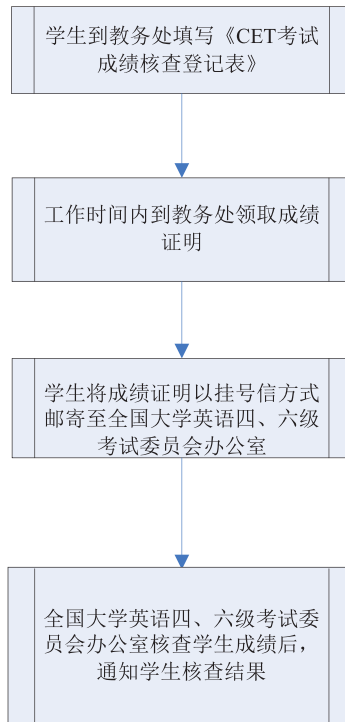 学生到教务处填写《CET考试
成绩核查登记表》
工作时间内到教务处领取成绩
证明
学生将成绩证明以挂号信方式
邮寄至全国大学英语四、六级
考试委员会办公室
全国大学英语四、六级考试委
员会办公室核查学生成绩后，
通知学生核查结果